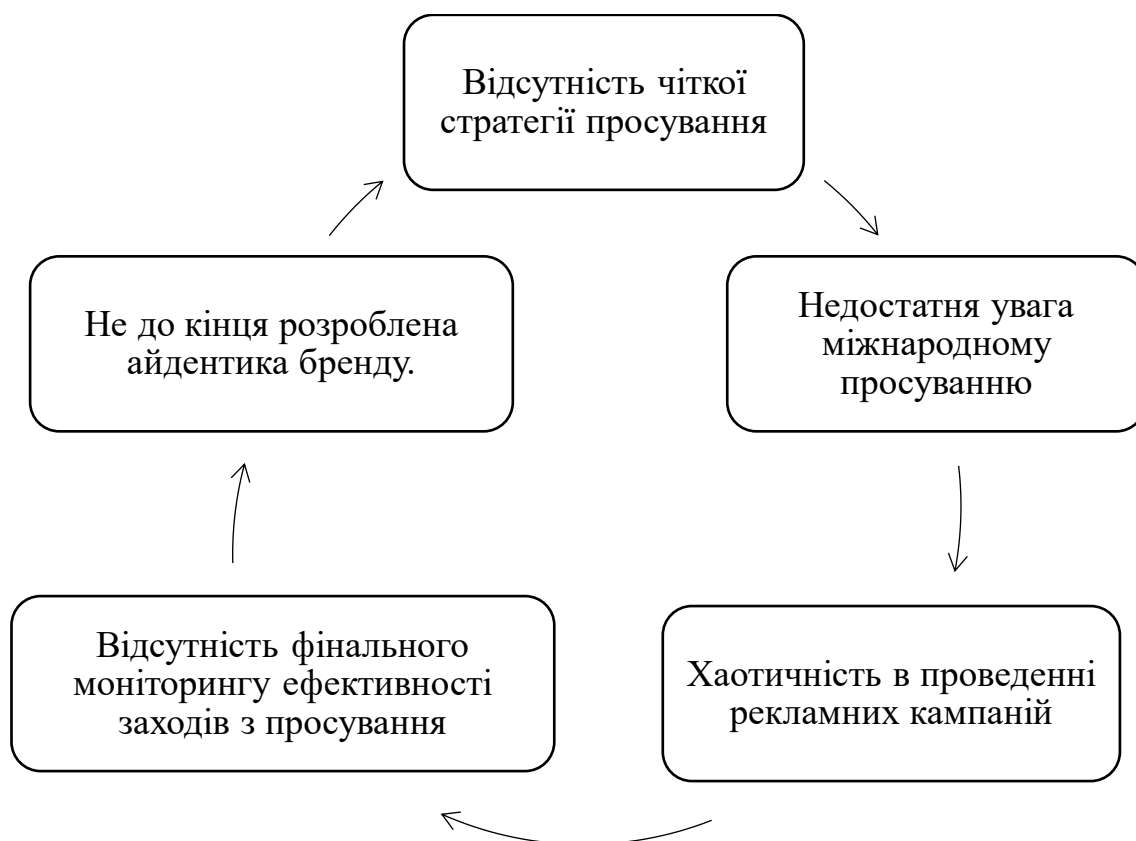 Відсутність чіткої
стратегії просування
Недостатня увага
міжнародному
просуванню
Хаотичність в проведенні
рекламних кампаній
Відсутність фінального
моніторингу ефективності
заходів з просування
Не до кінця розроблена
айдентика бренду.